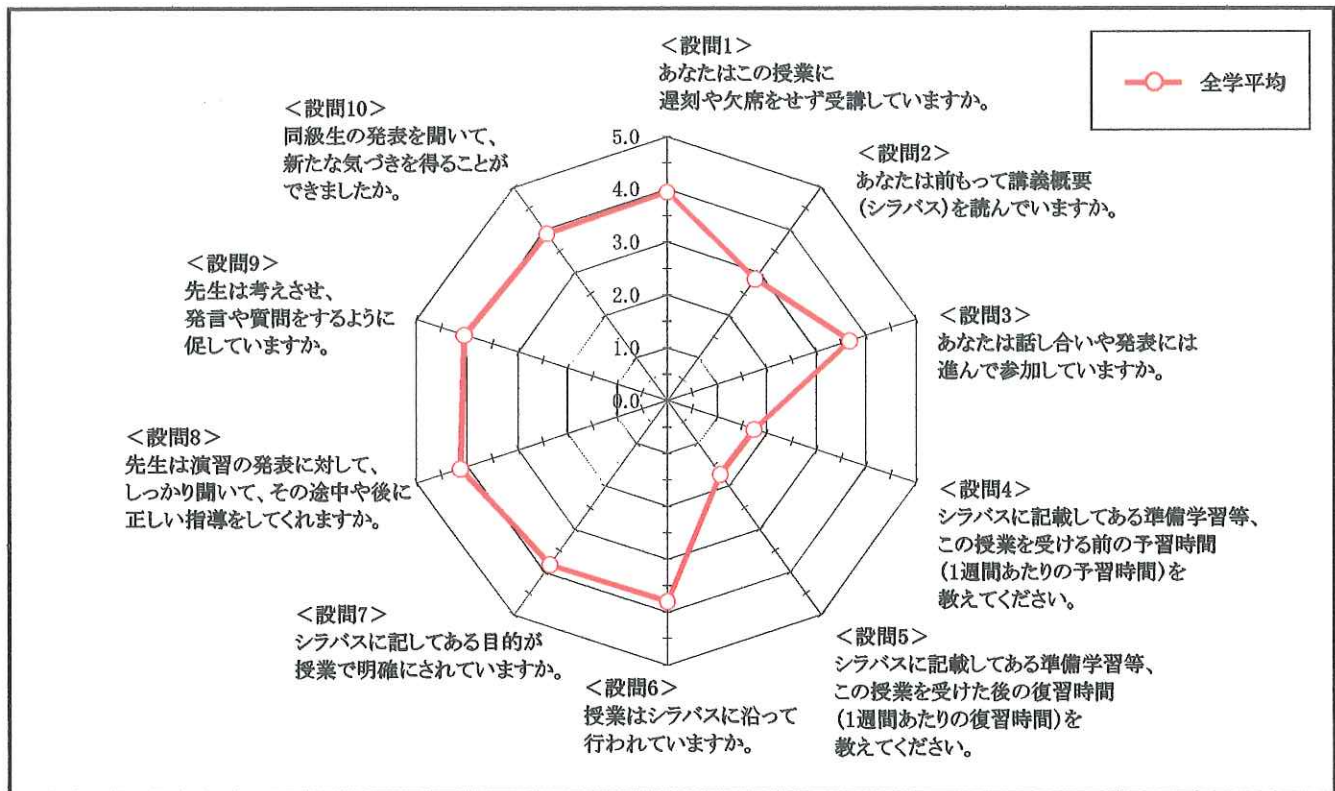 全学平均
<設問1>
あなたはこの授業に
遅刻や欠席をせず受講していますか。
<設問2>
あなたは前もって講義概要
(シラバス)を読んでいますか。
<設問3>
あなたは話し合いや発表には
進んで参加していますか。
<設問4>
シラバスに記載してある準備学習等、
この授業を受ける前の予習時間
(1週間あたりの予習時間)を
教えてください。
<設問5>
シラバスに記載してある準備学習等、
この授業を受けた後の復習時間
(1週間あたりの復習時間)を
教えてください。
<設問6>
授業はシラバスに沿って
行われていますか。
<設問7>
シラバスに記してある目的が
授業で明確にされていますか。
<設問8>
先生は演習の発表に対して、
しっかり聞いて、その途中や後に
正しい指導をしてくれますか。
<設問9>
先生は考えさせ、
発言や質問をするように
促していますか。
<設問10>
同級生の発表を聞いて、
新たな気づきを得ることが
できましたか。
5.0
4.0
3.0
2.0
1.0
0.0